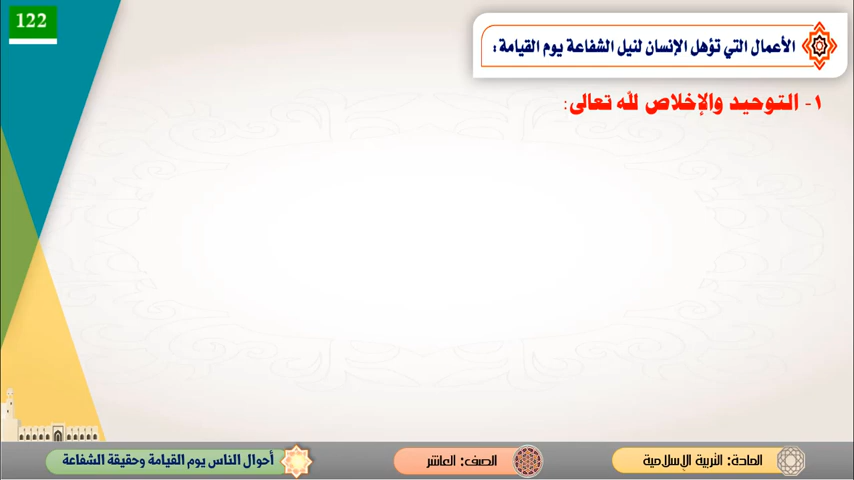 122
الأعمال التي تؤهل الإنسان لنيل الشفاعة يوم القيامة :
١- التوحيد والإخلاص لله تعالى:
المادة: التربية الإسلامية
الصف: العاشر
أحوال الناس يوم القيامة وحقيقة الشفاعة